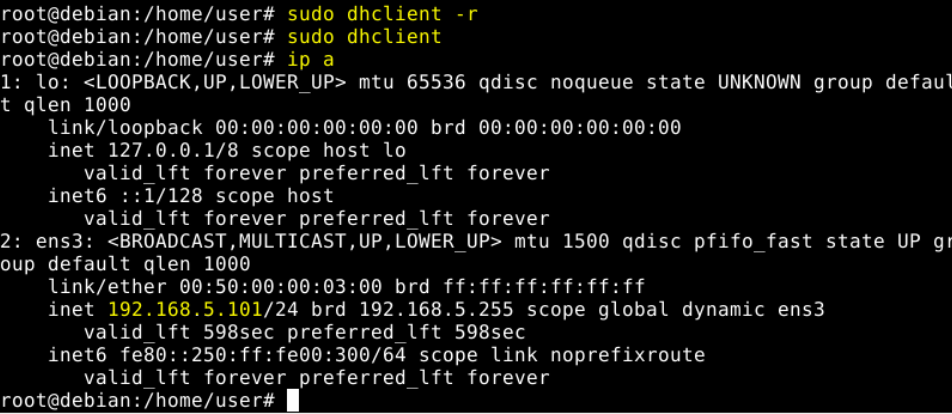 root@debian:/home/user# sudo dhclient -r
root@debian:/home/user# sudo dhclient
root@debian:/home/user# ip a
1: lo: <LOOPBACK,UP,LOWER_UP> mtu 65536 qdisc noqueue state UNKNOWN group defaul
t qlen 1000
    link/loopback 00:00:00:00:00:00 brd 00:00:00:00:00:00
    inet 127.0.0.1/8 scope host lo
       valid_lft forever preferred_lft forever
    inet6 ::1/128 scope host
       valid_lft forever preferred_lft forever
2: ens3: <BROADCAST,MULTICAST,UP,LOWER_UP> mtu 1500 qdisc pfifo_fast state UP gr
oup default qlen 1000
    link/ether 00:50:00:00:03:00 brd ff:ff:ff:ff:ff:ff
    inet 192.168.5.101/24 brd 192.168.5.255 scope global dynamic ens3
       valid_lft 598sec preferred_lft 598sec
    inet6 fe80::250:ff:fe00:300/64 scope link noprefixroute
       valid_lft forever preferred_lft forever
root@debian:/home/user#